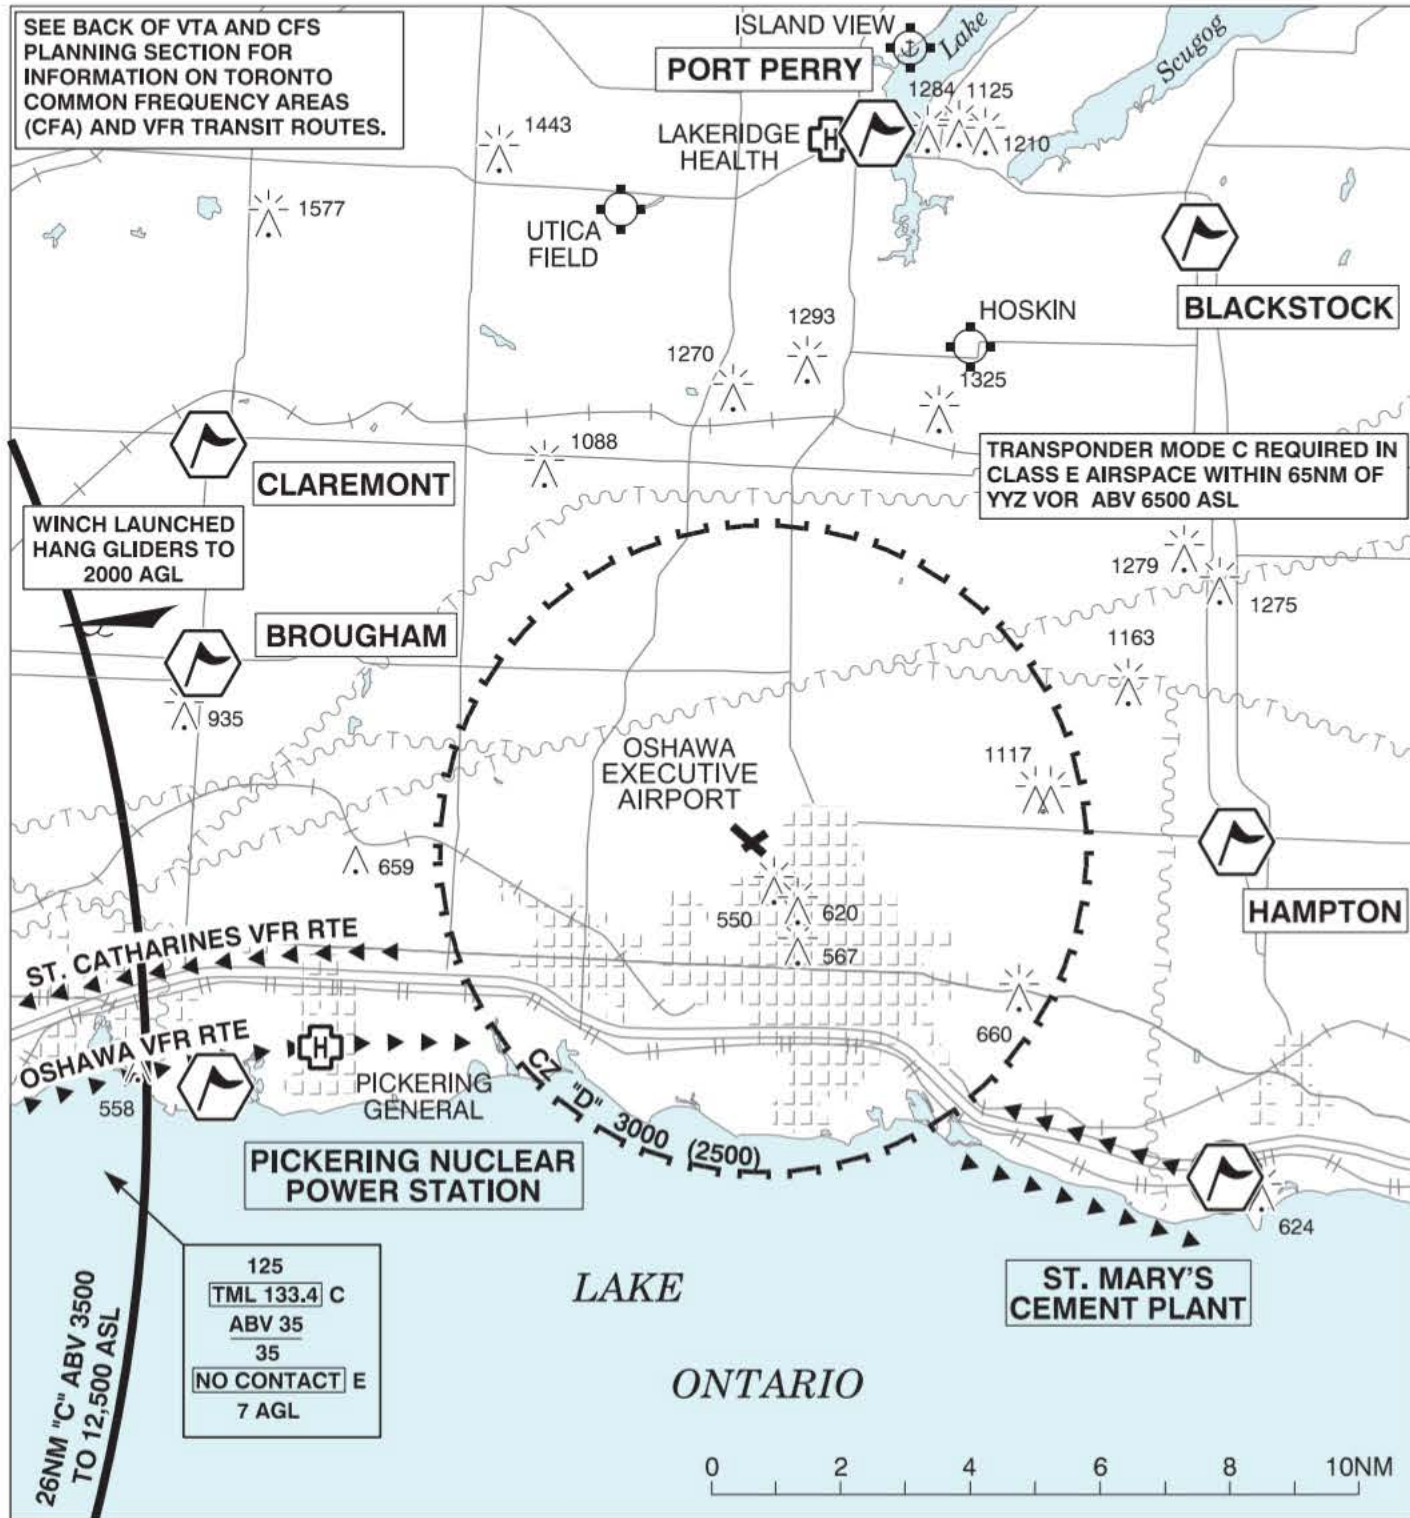 SEE BACK OF VTA AND CFS
PLANNING SECTION FOR
INFORMATION ON TORONTO
COMMON FREQUENCY AREAS
(CFA) AND VFR TRANSIT ROUTES.
ISLAND VIEW
Lake
Scugog
PORT PERRY
1284
1125
1210
LAKERIDGE
HEALTH
H
1443
1577
UTICA
FIELD
BLACKSTOCK
HOSKIN
1293
1270
1325
1088
CLAREMONT
TRANSPONDER MODE C REQUIRED IN
CLASS E AIRSPACE WITHIN 65NM OF
YYZ VOR ABV 6500 ASL
WINCH LAUNCHED
HANG GLIDERS TO
2000 AGL
1279
1275
BROUGHAM
1163
935
OSHAWA
EXECUTIVE
AIRPORT
1117
659
550
620
567
HAMPTON
ST. CATHARINES VFR RTE
660
OSHAWA VFR RTE
H
PICKERING
GENERAL
558
CZ "D" 3000 (2500)
PICKERING NUCLEAR
POWER STATION
624
ST. MARY'S
CEMENT PLANT
125
TML 133.4 C
ABV 35
35
NO CONTACT E
7 AGL
LAKE
ONTARIO
26NM "C" ABV 3500
TO 12,500 ASL
0 2 4 6 8 10NM